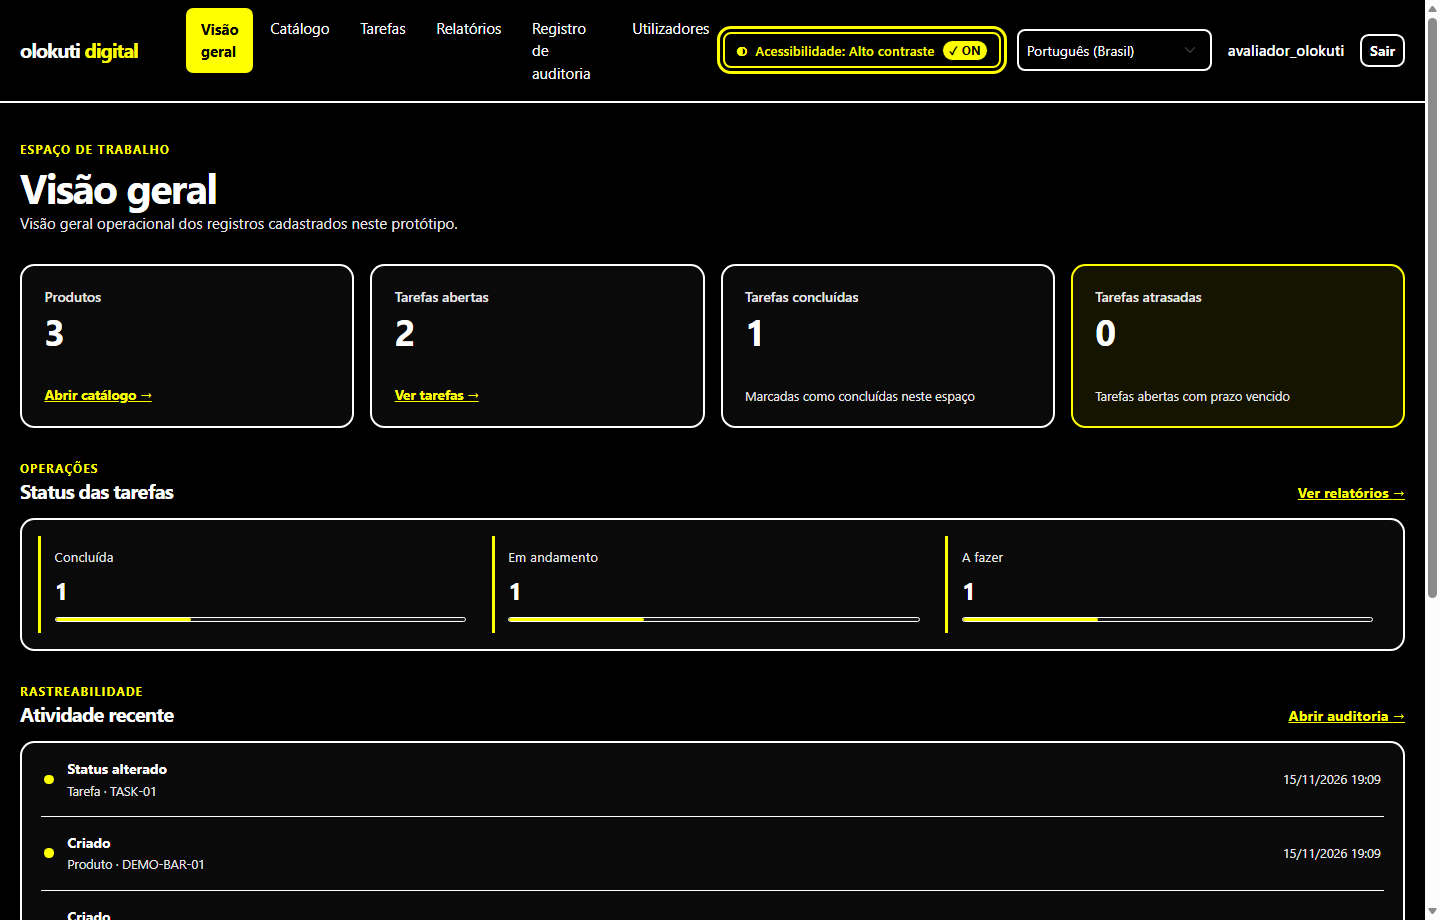 olokuti digital
Visão
geral
Catálogo
Tarefas
Relatórios
Registro
de
auditoria
Utilizadores
Acessibilidade: Alto contraste ✓ ON
Português (Brasil)
avaliador_olokuti
Sair
ESPAÇO DE TRABALHO
Visão geral
Visão geral operacional dos registros cadastrados neste protótipo.
Produtos
3
Abrir catálogo →
Tarefas abertas
2
Ver tarefas →
Tarefas concluídas
1
Marcadas como concluídas neste espaço
Tarefas atrasadas
0
Tarefas abertas com prazo vencido
OPERAÇÕES
Status das tarefas
Ver relatórios →
Concluída
1
Em andamento
1
A fazer
1
RASTREABILIDADE
Atividade recente
Abrir auditoria →
Status alterado
Tarefa · TASK-01
15/11/2026 19:09
Criado
Produto · DEMO-BAR-01
15/11/2026 19:09
Criado